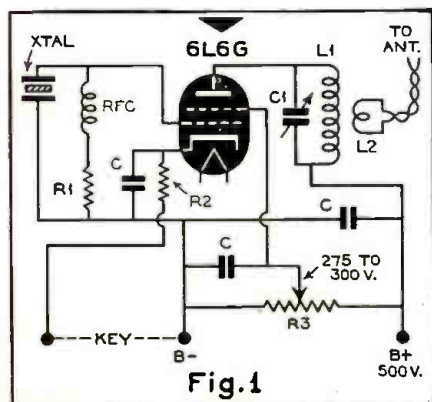 XTAL
6L6G
L1
TO
ANT.
RFC
C1
L2
R1
C
R2
C
C
275 TO
300 V.
R3
KEY
B-
B+
500V.
Fig.1